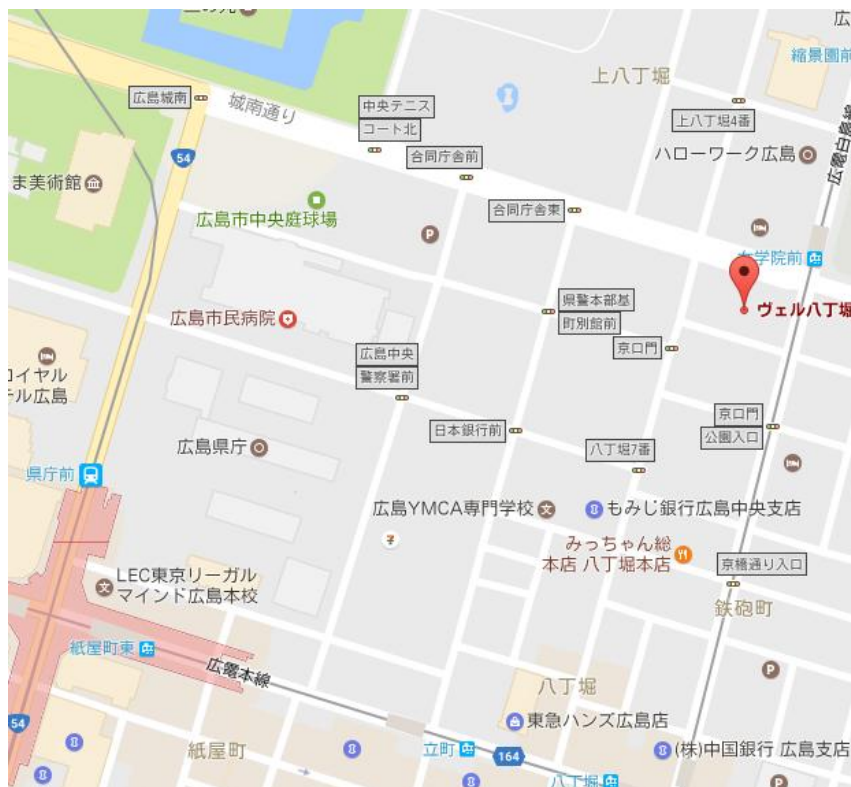 広
縮景園前
上八丁堀
広島城南
城南通り
中央テニス
コート北
上八丁堀4番
合同庁舎前
ハローワーク広島
広電白島線
54
ま美術館
広島市中央庭球場
P
合同庁舎東
学院前
県警本部基
町別館前
ヴェル八丁堀
広島市民病院
京口門
広島中央
警察署前
イヤル
テル広島
京口門
公園入口
日本銀行前
八丁堀7番
広島県庁
県庁前
広島YMCA専門学校
もみじ銀行広島中央支店
みっちゃん総
本店 八丁堀本店
京橋通り入口
LEC東京リーガル
マインド広島本校
鉄砲町
紙屋町東
広電本線
P
八丁堀
東急ハンズ広島店
54
紙屋町
立町
164
(株)中国銀行 広島支店
八丁堀
P